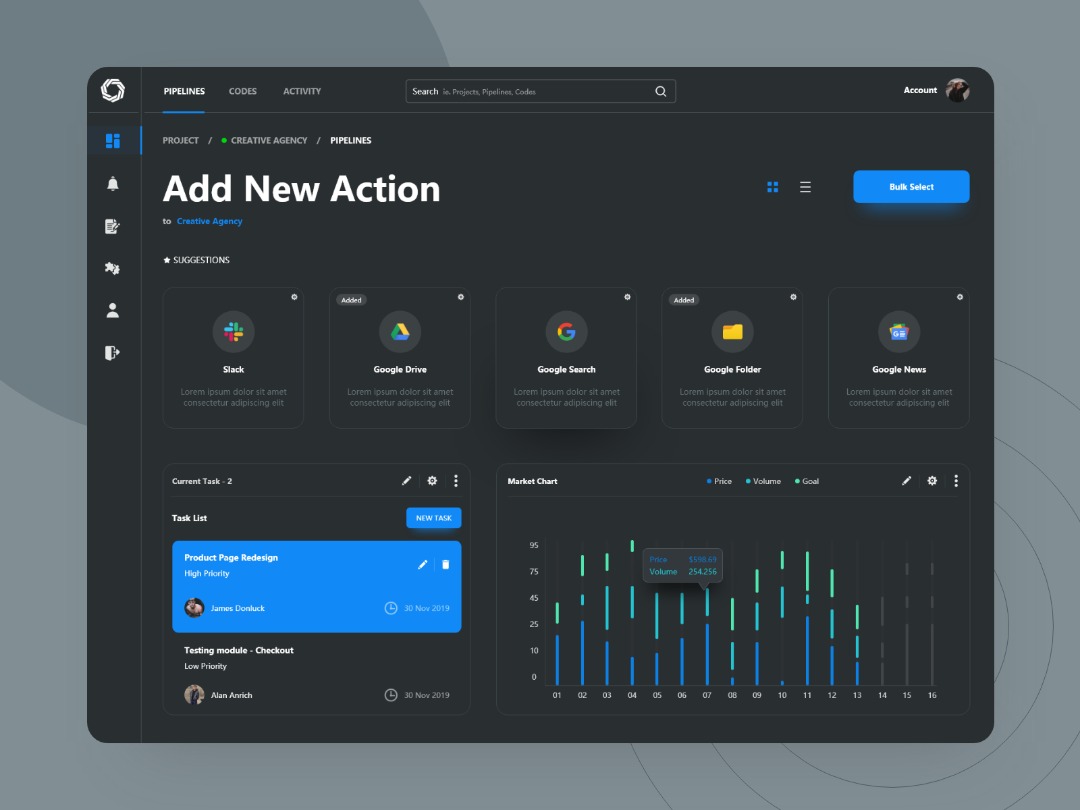 PIPELINES CODES ACTIVITY
Search ie. Projects, Pipelines, Codes
Account
PROJECT / CREATIVE AGENCY / PIPELINES
Add New Action
to Creative Agency
Bulk Select
SUGGESTIONS
Slack
Lorem ipsum dolor sit amet
consectetur adipiscing elit
Added
Google Drive
Lorem ipsum dolor sit amet
consectetur adipiscing elit
Google Search
Lorem ipsum dolor sit amet
consectetur adipiscing elit
Added
Google Folder
Lorem ipsum dolor sit amet
consectetur adipiscing elit
GE
Google News
Lorem ipsum dolor sit amet
consectetur adipiscing elit
Current Task - 2
Task List
NEW TASK
Product Page Redesign
High Priority
James Donluck
30 Nov 2019
Testing module - Checkout
Low Priority
Alan Anrich
30 Nov 2019
Market Chart
Price Volume Goal
95
75
45
25
10
0
Price $598.69
Volume 254.256
01 02 03 04 05 06 07 08 09 10 11 12 13 14 15 16